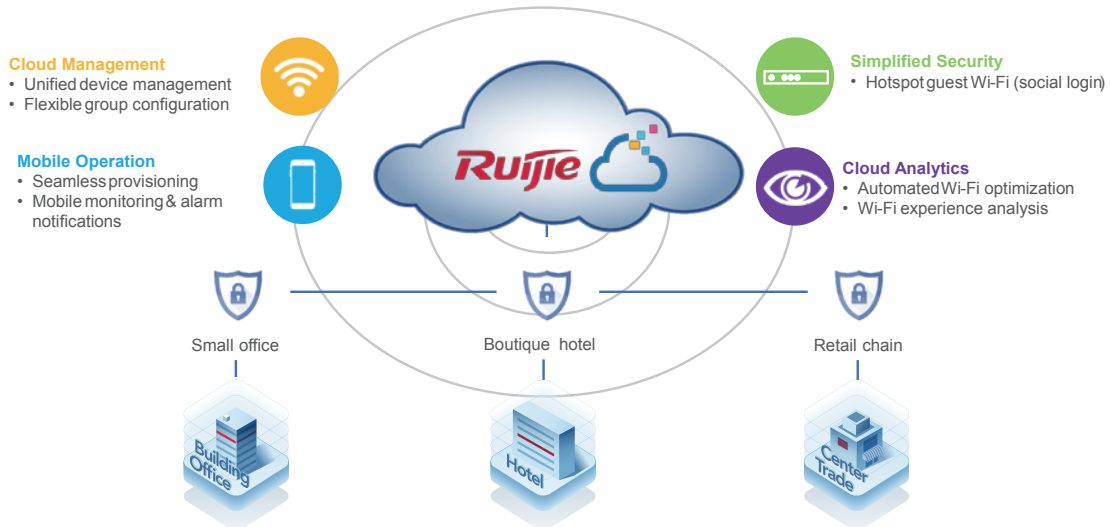 Cloud Management
• Unified device management
• Flexible group configuration
Mobile Operation
• Seamless provisioning
• Mobile monitoring & alarm
notifications
Simplified Security
• Hotspot guest Wi-Fi (social login)
Cloud Analytics
• Automated Wi-Fi optimization
• Wi-Fi experience analysis
Ruijie
Small office
Boutique hotel
Retail chain
Building
Office
Hotel
Center
Trade